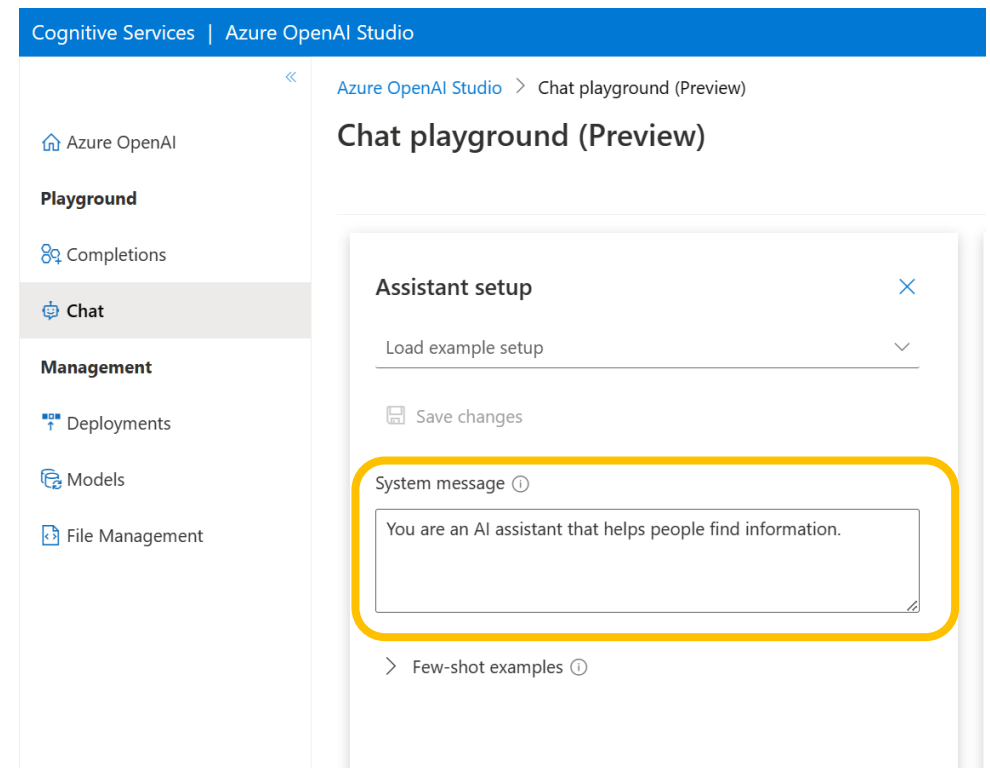 Cognitive Services | Azure OpenAI Studio
Azure OpenAI Studio > Chat playground (Preview)
Chat playground (Preview)
Azure OpenAI
Playground
Completions
Chat
Management
Deployments
Models
File Management
Assistant setup
Load example setup
Save changes
System message
You are an AI assistant that helps people find information.
Few-shot examples